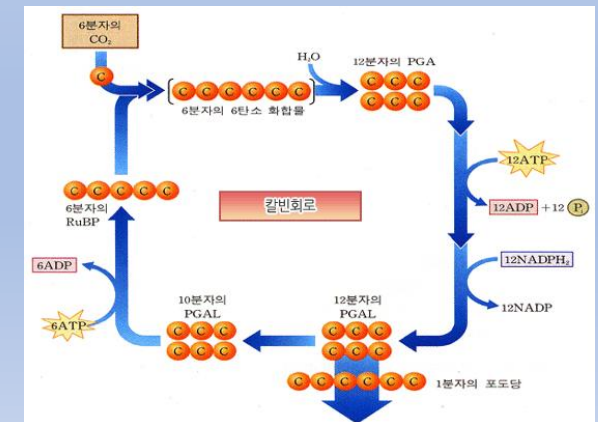 6분자의
CO₂
C
H₂O
12분자의 PGA
C C C C C C
6분자의 6탄소 화합물
C C C
C C C
12ATP
12ADP + 12 Pᵢ
칼빈회로
C C C C C
6분자의
RuBP
6ADP
6ATP
12NADPH₂
12NADP
10분자의
PGAL
C C C
C C C
12분자의
PGAL
C C C
C C C
C C C C C C
1분자의 포도당